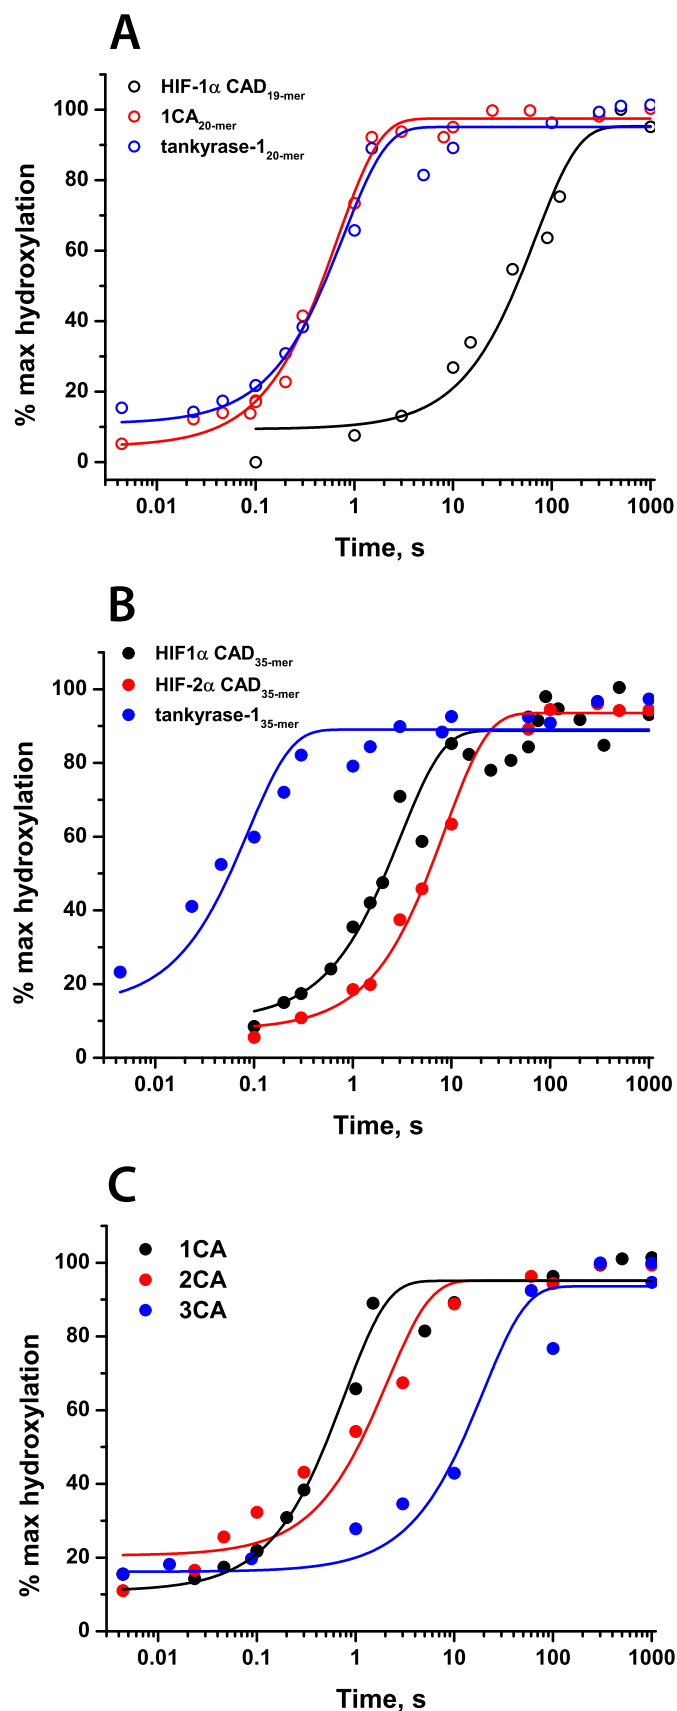 A
HIF-1α CAD19-mer
1CA20-mer
tankyrase-120-mer
100
80
60
40
20
0
% max hydroxylation
0.01 0.1 1 10 100 1000
Time, s
B
HIF1α CAD35-mer
HIF-2α CAD35-mer
tankyrase-135-mer
100
80
60
40
20
0
% max hydroxylation
0.01 0.1 1 10 100 1000
Time, s
C
1CA
2CA
3CA
100
80
60
40
20
0
% max hydroxylation
0.01 0.1 1 10 100 1000
Time, s